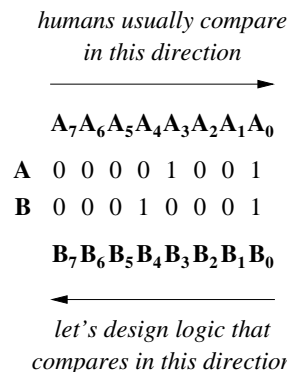 humans usually compare
in this direction
A₇A₆A₅A₄A₃A₂A₁A₀
A 0 0 0 0 1 0 0 1
B 0 0 0 1 0 0 0 1
B₇B₆B₅B₄B₃B₂B₁B₀
let's design logic that
compares in this direction